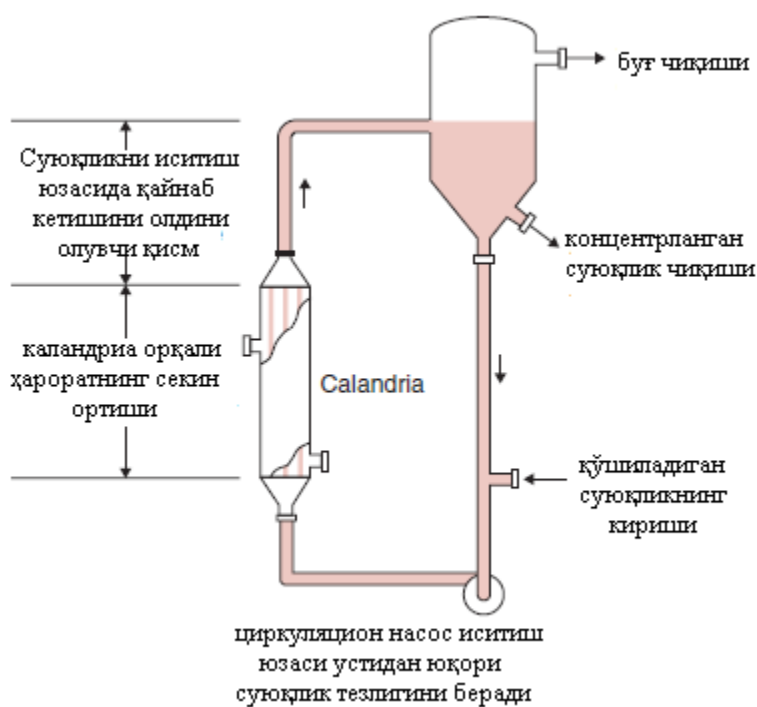 буғ чиқиши
Суюқликни иситиш
юзасида қайнаб
кетишини олдини
олувчи қисм
концентрланган
суюқлик чиқиши
каландриа орқали
ҳароратнинг секин
ортиши
Calandria
қўшиладиган
суюқликнинг
кириши
циркуляцион насос иситиш
юзаси устидан юқори
суюқлик тезлигини беради